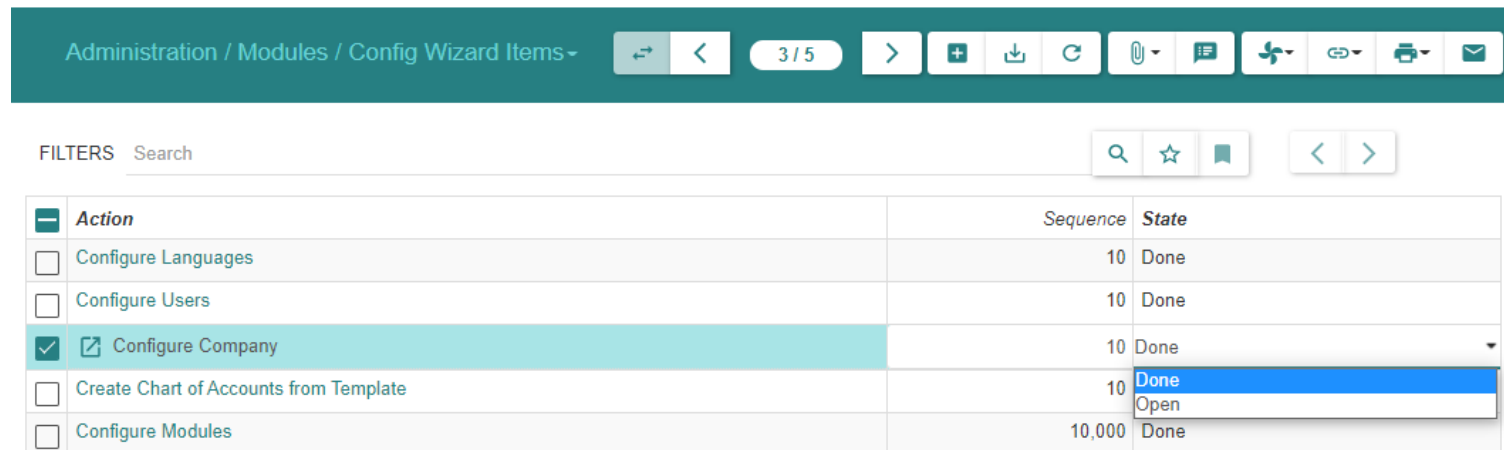 Administration / Modules / Config Wizard Items
3 / 5
FILTERS Search
Action Sequence State
Configure Languages 10 Done
Configure Users 10 Done
Configure Company 10 Done
Create Chart of Accounts from Template 10 Done
Open
Configure Modules 10,000 Done